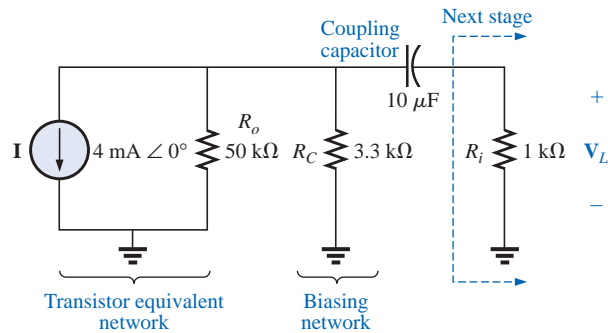 Coupling
capacitor
Next stage
10 μF
I
4 mA ∠ 0°
R_o
50 kΩ
R_C
3.3 kΩ
R_i
1 kΩ
+
V_L
−
Transistor equivalent
network
Biasing
network